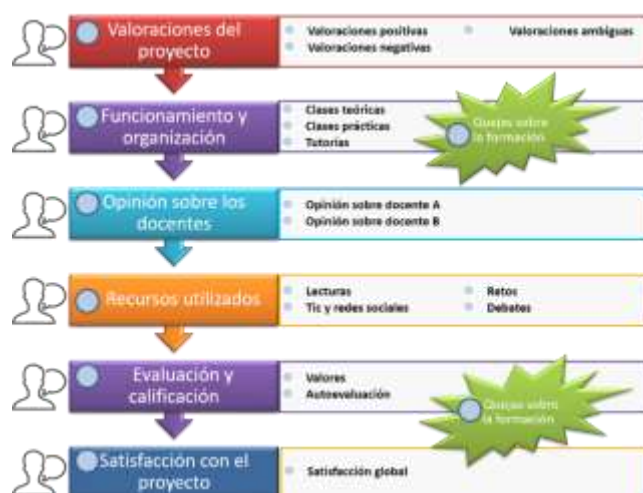 Valoraciones del
proyecto
Valoraciones positivas
Valoraciones ambiguas
Valoraciones negativas
Funcionamiento y
organización
Clases teóricas
Clases prácticas
Tutorías
Quejas sobre
la formación
Opinión sobre los
docentes
Opinión sobre docente A
Opinión sobre docente B
Recursos utilizados
Lecturas
Retos
Tic y redes sociales
Debates
Evaluación y
calificación
Valores
Autoevaluación
Quejas sobre
la formación
Satisfacción con el
proyecto
Satisfacción global